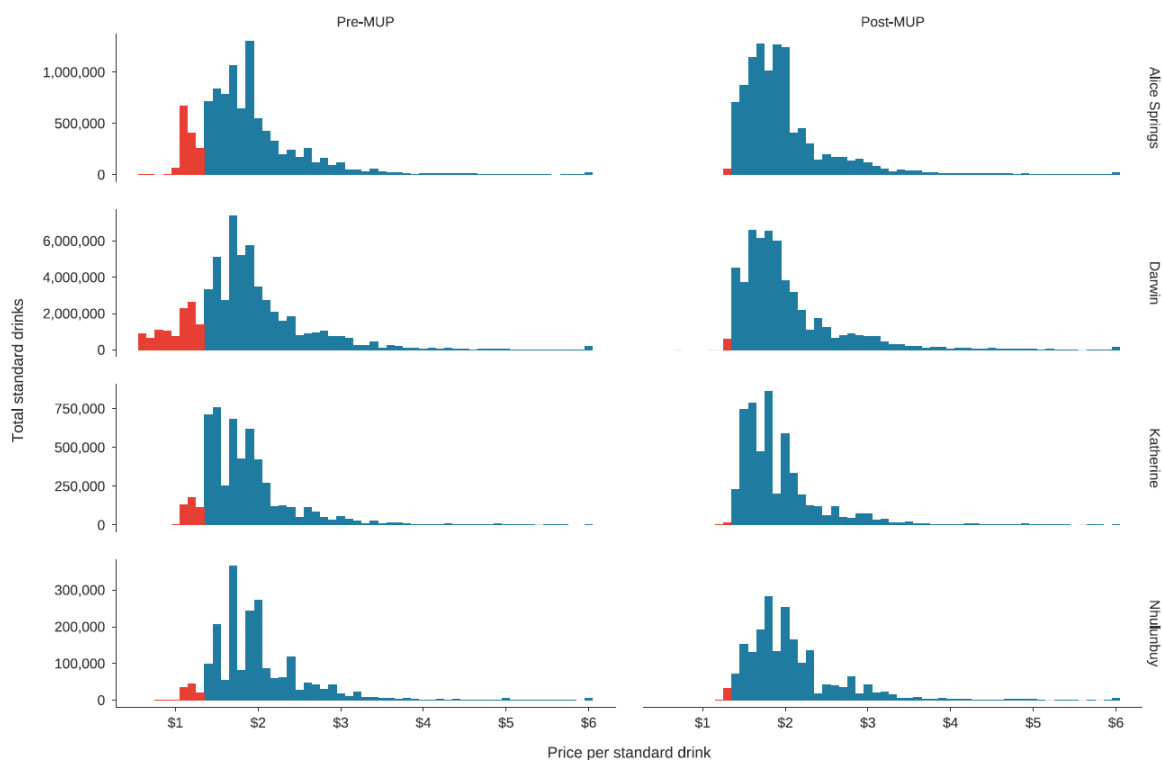 Pre-MUP
Post-MUP
1,000,000
500,000
0
Alice Springs
6,000,000
4,000,000
2,000,000
0
Darwin
Total standard drinks
750,000
500,000
250,000
0
Katherine
300,000
200,000
100,000
0
Nhulunbuy
$1 $2 $3 $4 $5 $6
$1 $2 $3 $4 $5 $6
Price per standard drink